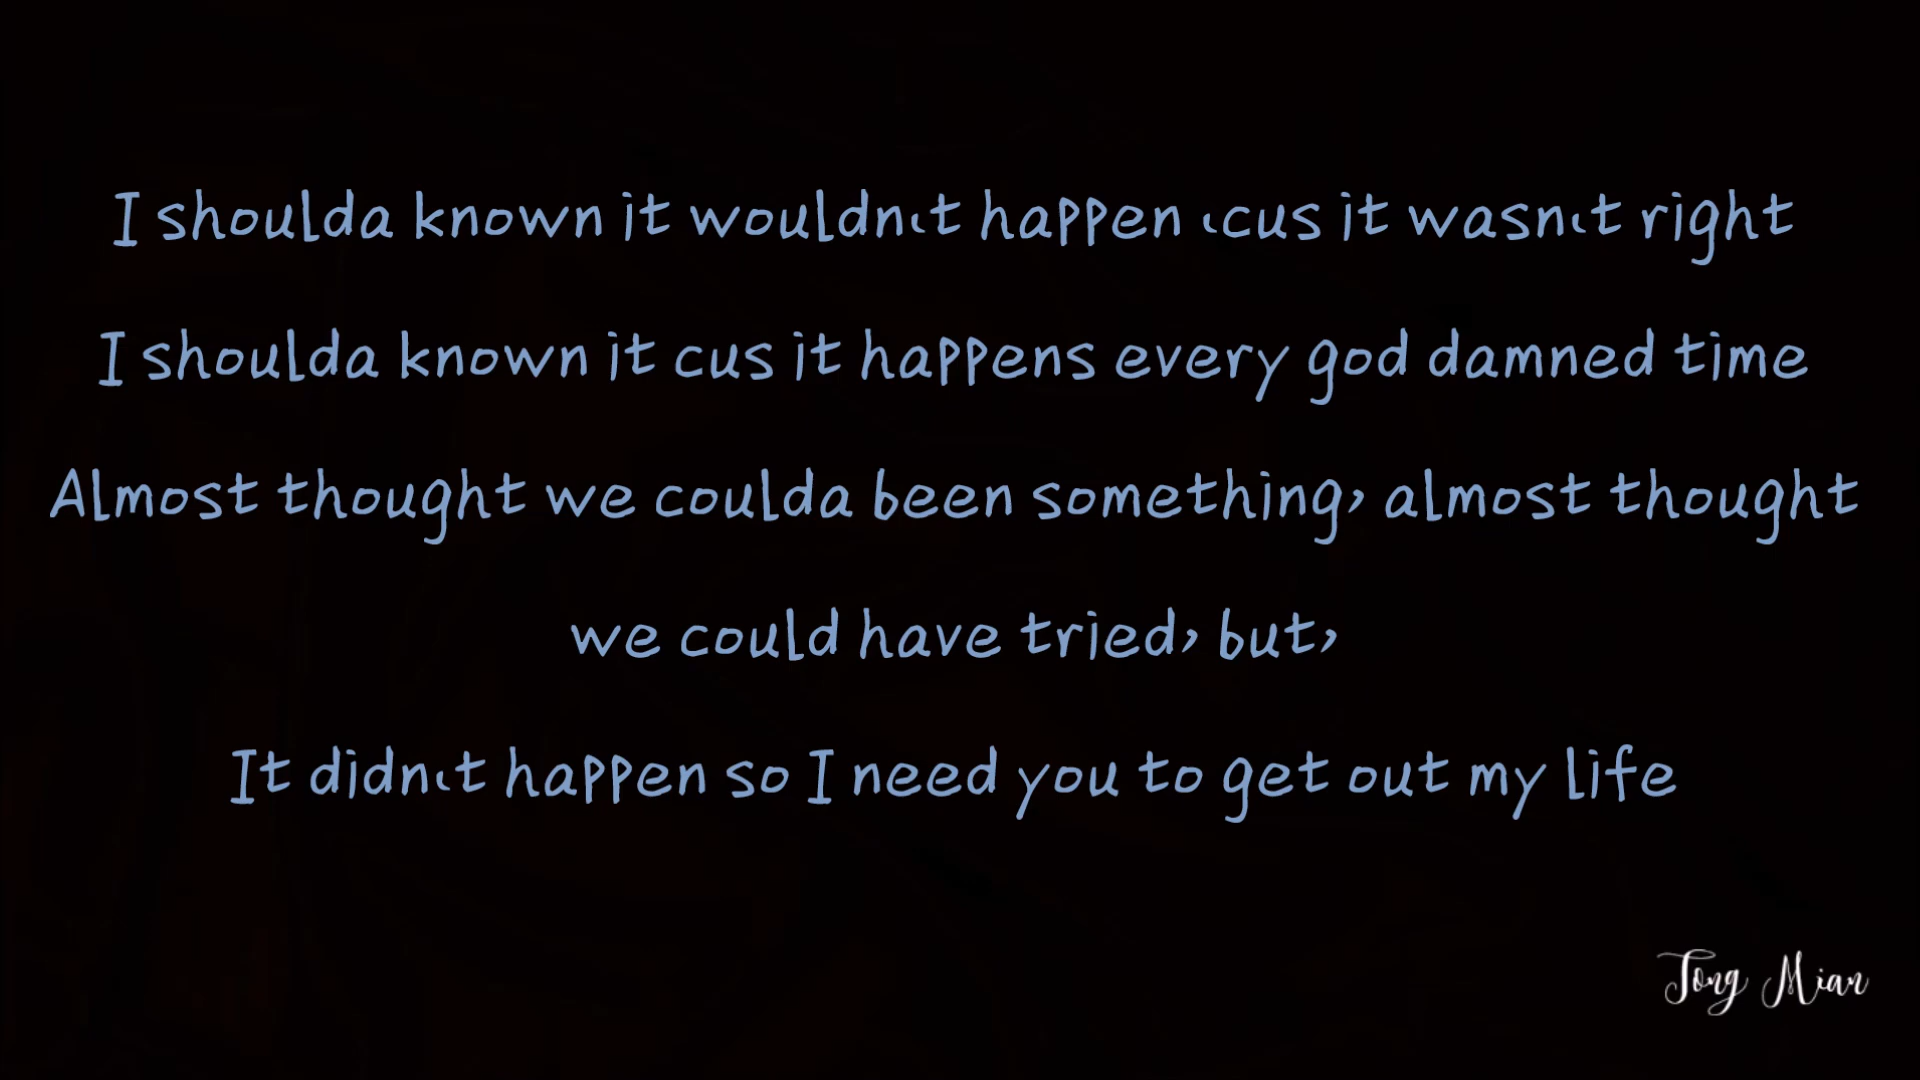 I shoulda known it wouldn't happen 'cus it wasn't right
I shoulda known it cus it happens every god damned time
Almost thought we coulda been something, almost thought
we could have tried, but,
It didn't happen so I need you to get out my life
Tong Mian